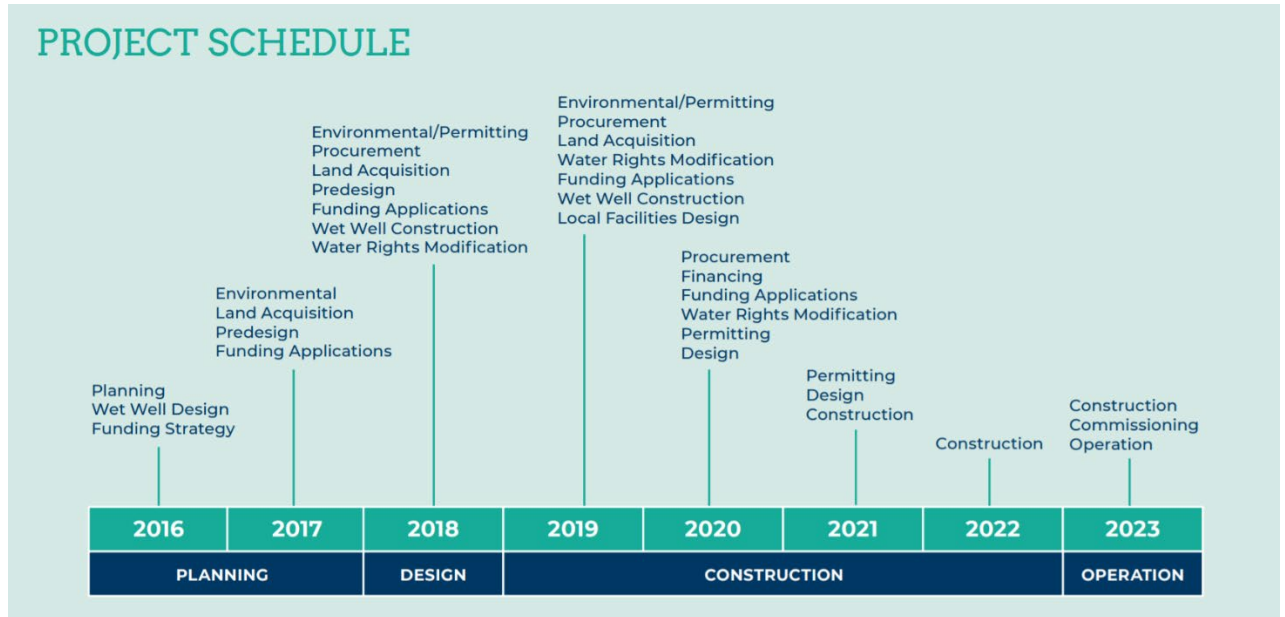 PROJECT SCHEDULE
Planning
Wet Well Design
Funding Strategy
Environmental
Land Acquisition
Predesign
Funding Applications
Environmental/Permitting
Procurement
Land Acquisition
Predesign
Funding Applications
Wet Well Construction
Water Rights Modification
Environmental/Permitting
Procurement
Land Acquisition
Water Rights Modification
Funding Applications
Wet Well Construction
Local Facilities Design
Procurement
Financing
Funding Applications
Water Rights Modification
Permitting
Design
Permitting
Design
Construction
Construction
Construction
Commissioning
Operation
2016 2017 2018 2019 2020 2021 2022 2023
PLANNING DESIGN CONSTRUCTION OPERATION